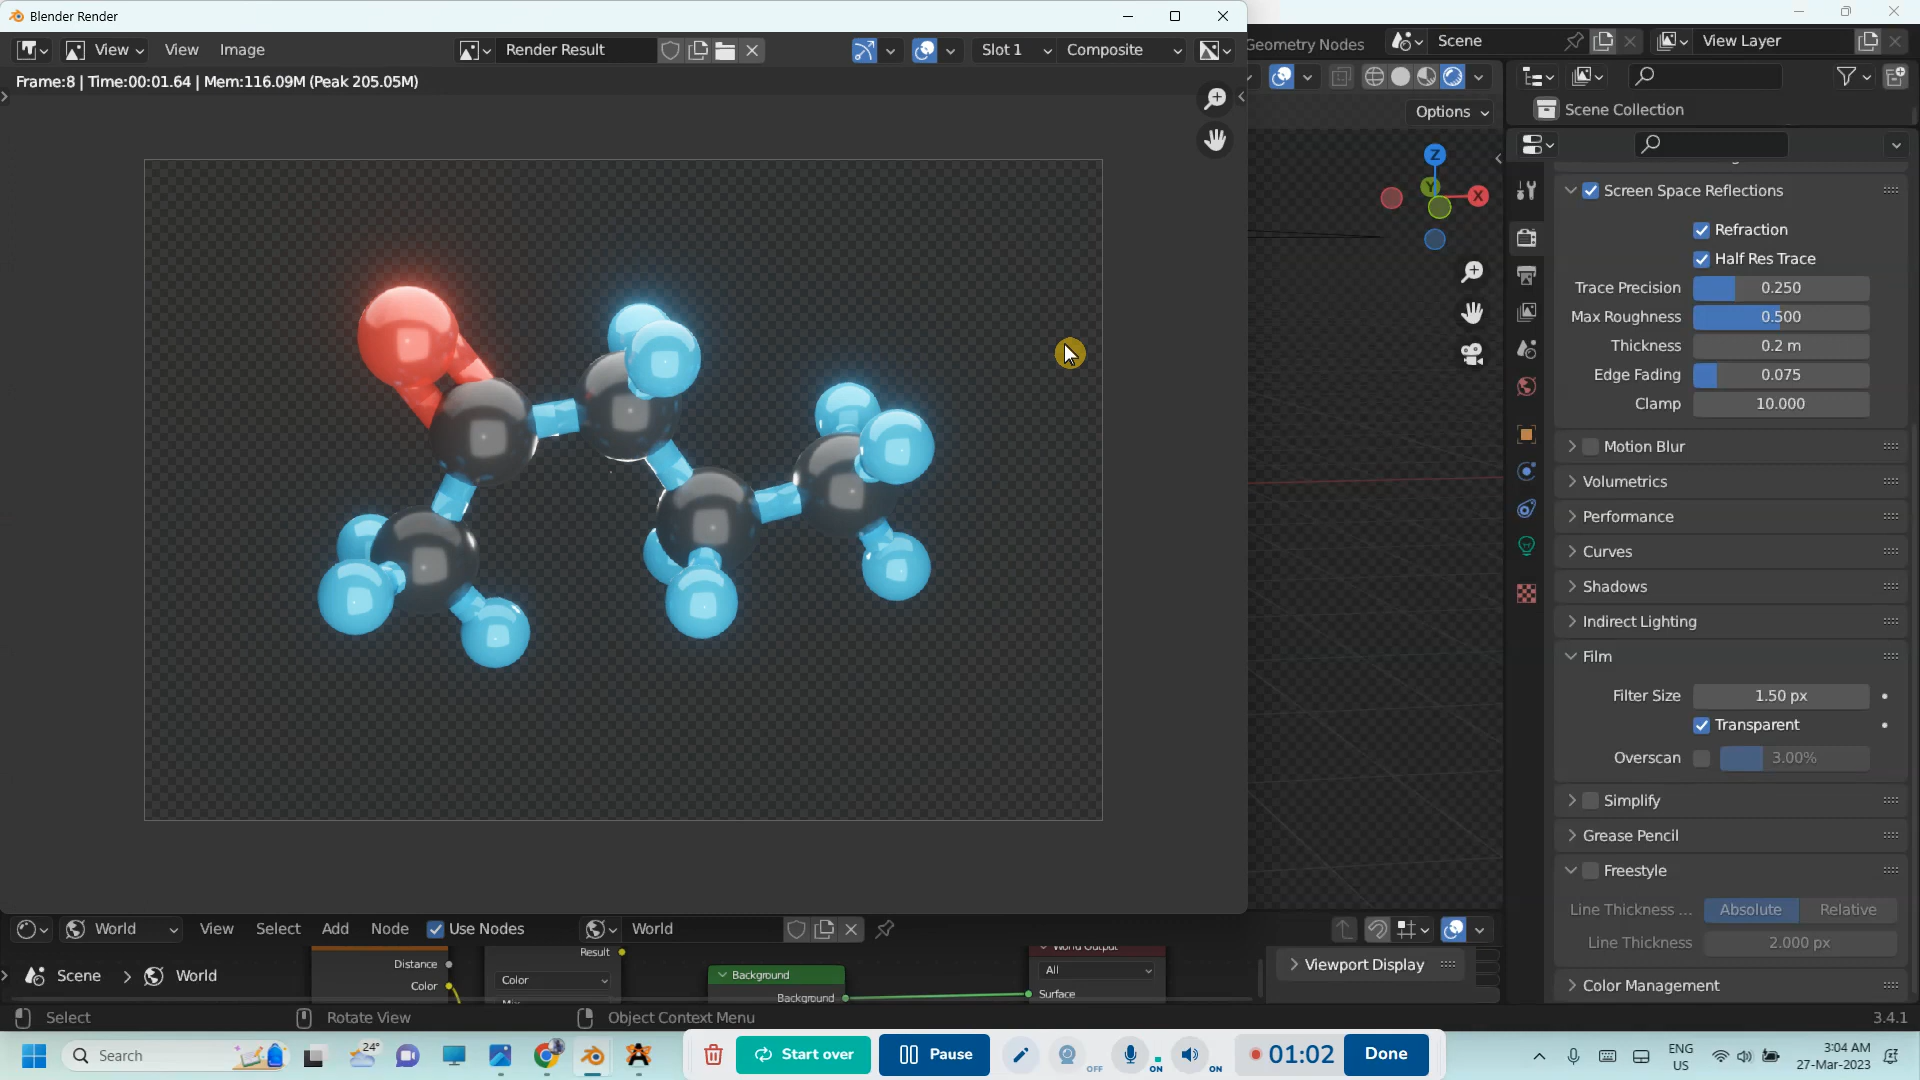 Blender Render
View View Image Render Result Slot 1 Composite
Geometry Nodes Scene View Layer
Frame:8 | Time:00:01.64 | Mem:116.09M (Peak 205.05M)
Options
Scene Collection
Z
Y
X
Screen Space Reflections
Refraction
Half Res Trace
Trace Precision 0.250
Max Roughness 0.500
Thickness 0.2 m
Edge Fading 0.075
Clamp 10.000
Motion Blur
Volumetrics
Performance
Curves
Shadows
Indirect Lighting
Film
Filter Size 1.50 px
Transparent
Overscan 3.00%
Simplify
Grease Pencil
Freestyle
Line Thickness ... Absolute Relative
Line Thickness 2.000 px
Color Management
World View Select Add Node Use Nodes World
Scene > World
Distance
Color
Result
Color
Background
Background
World Output
All
Surface
Viewport Display
Select Rotate View Object Context Menu 3.4.1
Search
24°
Start over Pause OFF ON ON 01:02 Done
ENG
US
3:04 AM
27-Mar-2023